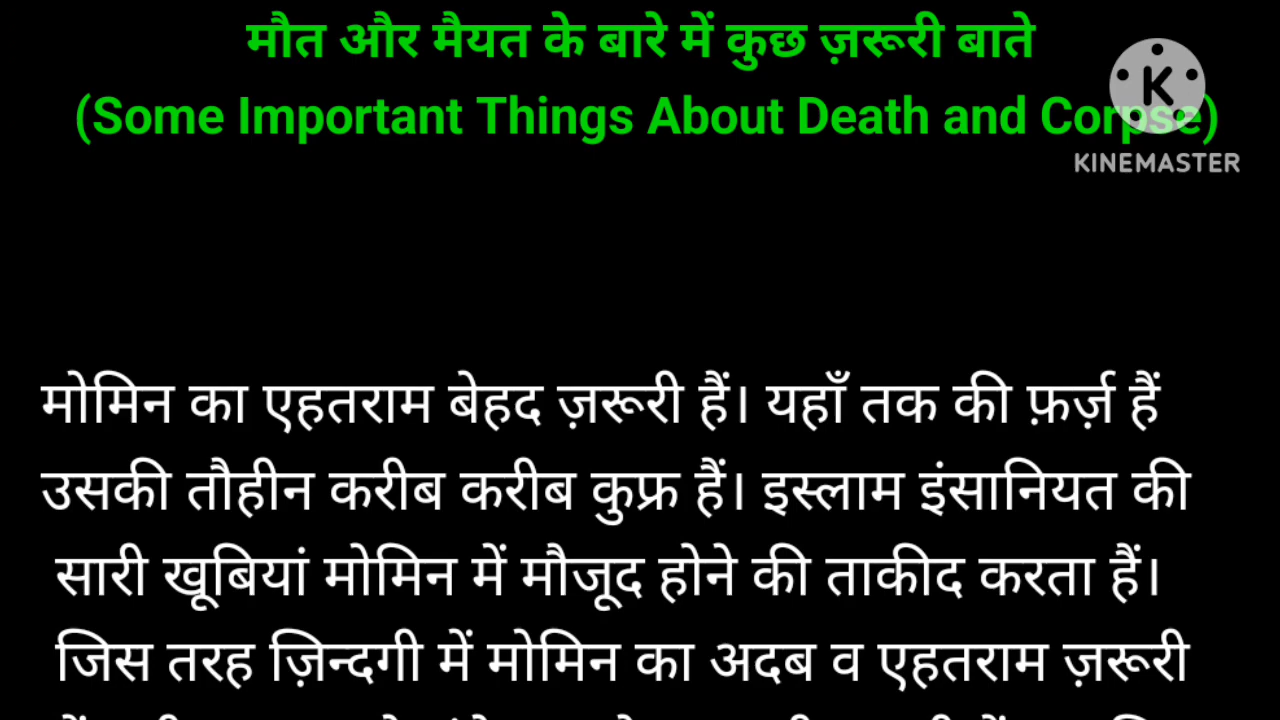 मौत और मैयत के बारे में कुछ ज़रूरी बाते
(Some Important Things About Death and Corpse)
KINEMASTER
मोमिन का एहतराम बेहद ज़रूरी हैं। यहाँ तक की फ़र्ज़ हैं
उसकी तौहीन करीब करीब कुफ्र हैं। इस्लाम इंसानियत की
सारी खूबियां मोमिन में मौजूद होने की ताकीद करता हैं।
जिस तरह ज़िन्दगी में मोमिन का अदब व एहतराम ज़रूरी